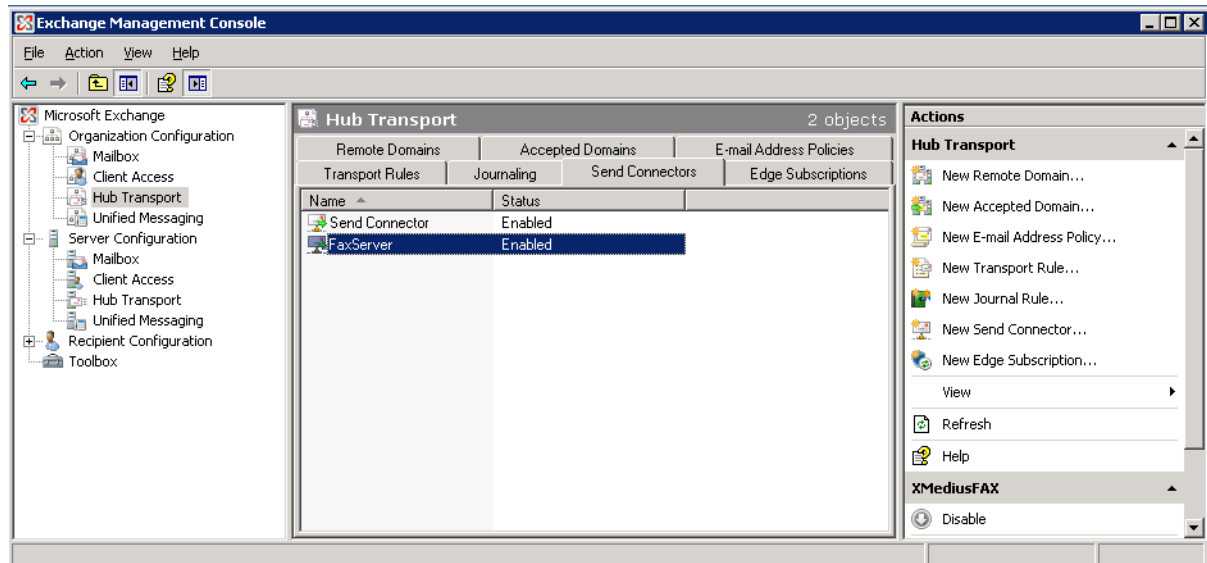 Exchange Management Console
File Action View Help
Microsoft Exchange
Organization Configuration
Mailbox
Client Access
Hub Transport
Unified Messaging
Server Configuration
Mailbox
Client Access
Hub Transport
Unified Messaging
Recipient Configuration
Toolbox
Hub Transport 2 objects
Remote Domains Accepted Domains E-mail Address Policies
Transport Rules Journaling Send Connectors Edge Subscriptions
Name Status
Send Connector Enabled
FaxServer Enabled
Actions
Hub Transport
New Remote Domain...
New Accepted Domain...
New E-mail Address Policy...
New Transport Rule...
New Journal Rule...
New Send Connector...
New Edge Subscription...
View
Refresh
Help
XMediusFAX
Disable